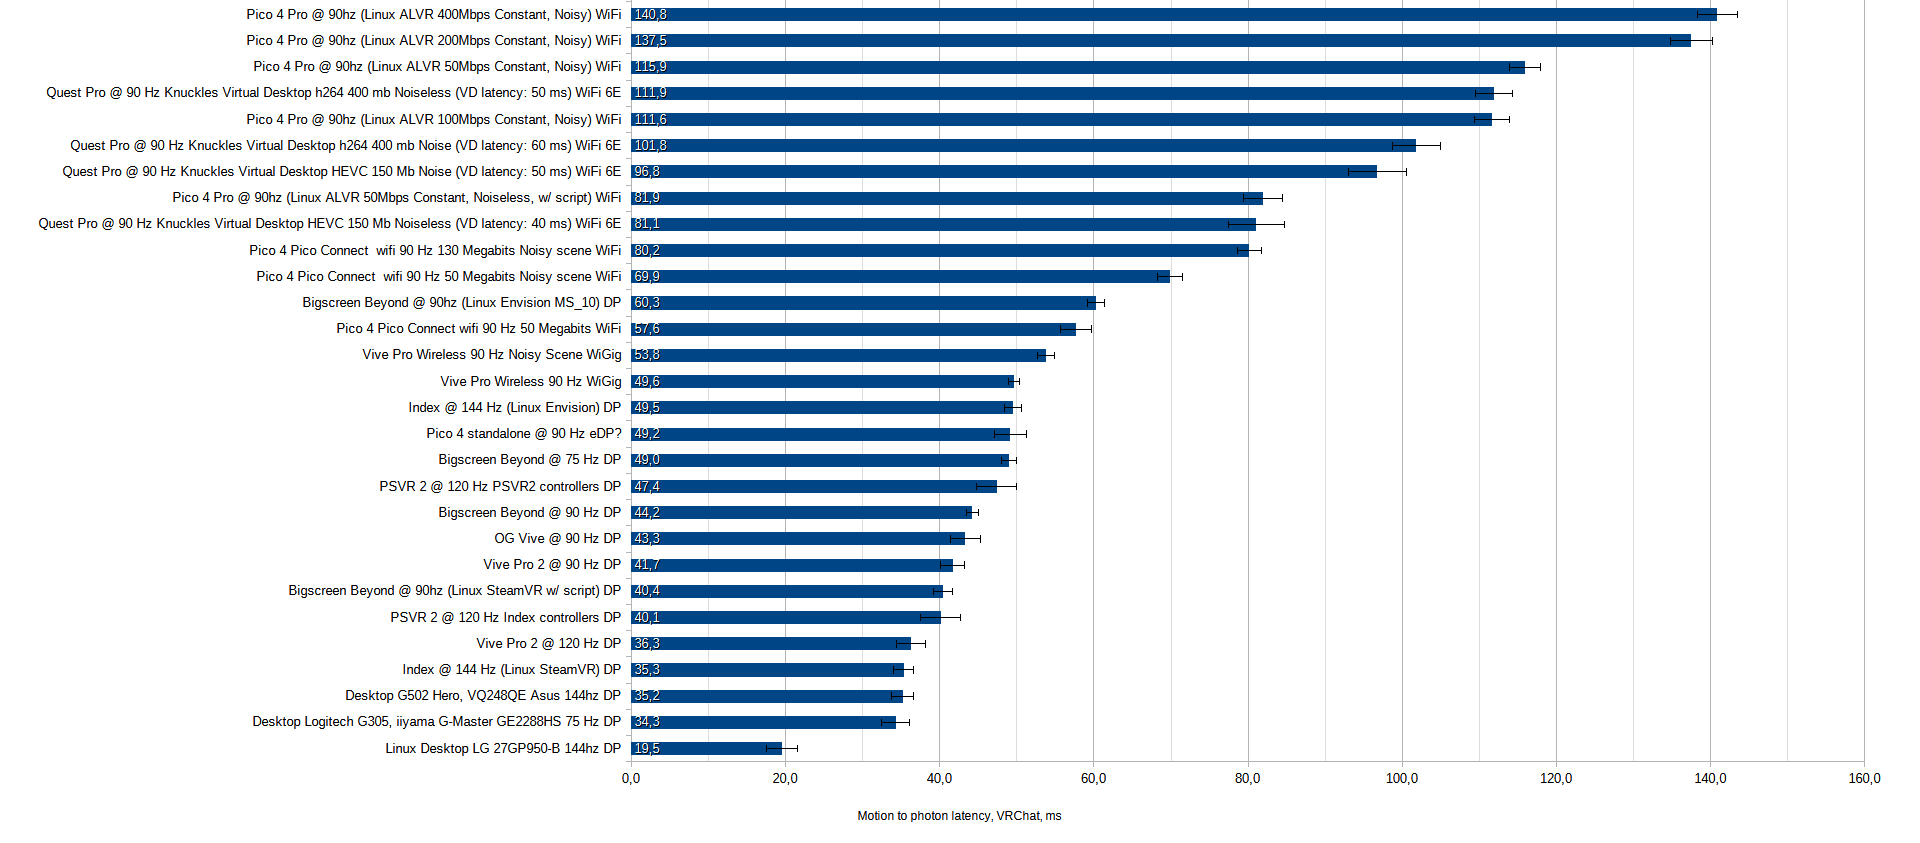 Pico 4 Pro @ 90hz (Linux ALVR 400Mbps Constant, Noisy) WiFi 140,8
Pico 4 Pro @ 90hz (Linux ALVR 200Mbps Constant, Noisy) WiFi 137,5
Pico 4 Pro @ 90hz (Linux ALVR 50Mbps Constant, Noisy) WiFi 115,9
Quest Pro @ 90 Hz Knuckles Virtual Desktop h264 400 mb Noiseless (VD latency: 50 ms) WiFi 6E 111,9
Pico 4 Pro @ 90hz (Linux ALVR 100Mbps Constant, Noisy) WiFi 111,6
Quest Pro @ 90 Hz Knuckles Virtual Desktop h264 400 mb Noise (VD latency: 60 ms) WiFi 6E 101,8
Quest Pro @ 90 Hz Knuckles Virtual Desktop HEVC 150 Mb Noise (VD latency: 50 ms) WiFi 6E 96,8
Pico 4 Pro @ 90hz (Linux ALVR 50Mbps Constant, Noiseless, w/ script) WiFi 81,9
Quest Pro @ 90 Hz Knuckles Virtual Desktop HEVC 150 Mb Noiseless (VD latency: 40 ms) WiFi 6E 81,1
Pico 4 Pico Connect  wifi 90 Hz 130 Megabits Noisy scene WiFi 80,2
Pico 4 Pico Connect  wifi 90 Hz 50 Megabits Noisy scene WiFi 69,9
Bigscreen Beyond @ 90hz (Linux Envision MS_10) DP 60,3
Pico 4 Pico Connect wifi 90 Hz 50 Megabits WiFi 57,6
Vive Pro Wireless 90 Hz Noisy Scene WiGig 53,8
Vive Pro Wireless 90 Hz WiGig 49,6
Index @ 144 Hz (Linux Envision) DP 49,5
Pico 4 standalone @ 90 Hz eDP? 49,2
Bigscreen Beyond @ 75 Hz DP 49,0
PSVR 2 @ 120 Hz PSVR2 controllers DP 47,4
Bigscreen Beyond @ 90 Hz DP 44,2
OG Vive @ 90 Hz DP 43,3
Vive Pro 2 @ 90 Hz DP 41,7
Bigscreen Beyond @ 90hz (Linux SteamVR w/ script) DP 40,4
PSVR 2 @ 120 Hz Index controllers DP 40,1
Vive Pro 2 @ 120 Hz DP 36,3
Index @ 144 Hz (Linux SteamVR) DP 35,3
Desktop G502 Hero, VQ248QE Asus 144hz DP 35,2
Desktop Logitech G305, iiyama G-Master GE2288HS 75 Hz DP 34,3
Linux Desktop LG 27GP950-B 144hz DP 19,5
0,0 20,0 40,0 60,0 80,0 100,0 120,0 140,0 160,0
Motion to photon latency, VRChat, ms